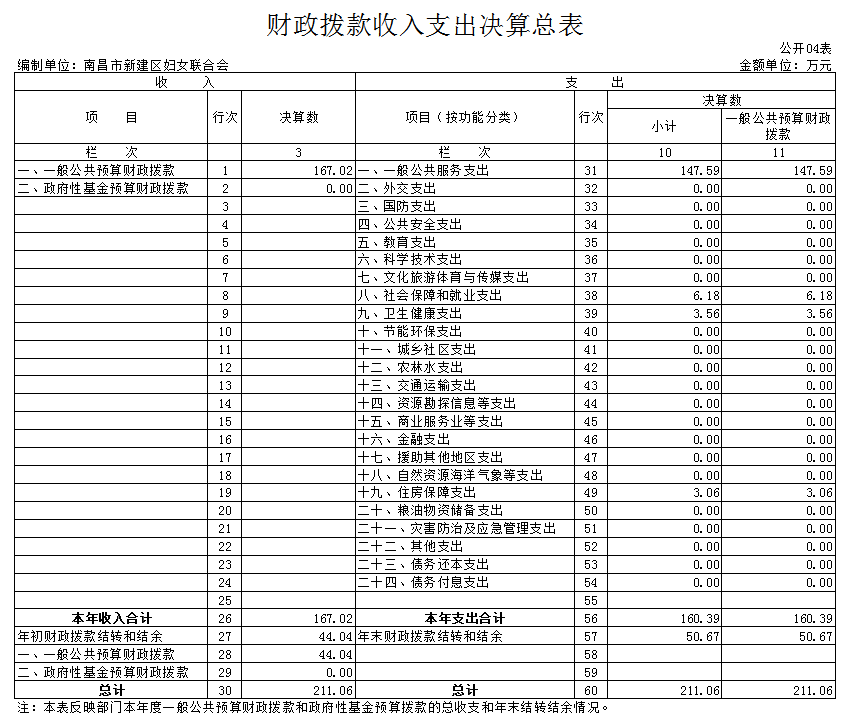 财政拨款收入支出决算总表
公开04表
编制单位：南昌市新建区妇女联合会 金额单位：万元
收 入 支 出
项 目 行次 决算数 项目（按功能分类） 行次 决算数
小计 一般公共预算财政拨款
栏 次 3 栏 次 10 11
一、一般公共预算财政拨款 1 167.02 一、一般公共服务支出 31 147.59 147.59
二、政府性基金预算财政拨款 2 0.00 二、外交支出 32 0.00 0.00
3 三、国防支出 33 0.00 0.00
4 四、公共安全支出 34 0.00 0.00
5 五、教育支出 35 0.00 0.00
6 六、科学技术支出 36 0.00 0.00
7 七、文化旅游体育与传媒支出 37 0.00 0.00
8 八、社会保障和就业支出 38 6.18 6.18
9 九、卫生健康支出 39 3.56 3.56
10 十、节能环保支出 40 0.00 0.00
11 十一、城乡社区支出 41 0.00 0.00
12 十二、农林水支出 42 0.00 0.00
13 十三、交通运输支出 43 0.00 0.00
14 十四、资源勘探信息等支出 44 0.00 0.00
15 十五、商业服务业等支出 45 0.00 0.00
16 十六、金融支出 46 0.00 0.00
17 十七、援助其他地区支出 47 0.00 0.00
18 十八、自然资源海洋气象等支出 48 0.00 0.00
19 十九、住房保障支出 49 3.06 3.06
20 二十、粮油物资储备支出 50 0.00 0.00
21 二十一、灾害防治及应急管理支出 51 0.00 0.00
22 二十二、其他支出 52 0.00 0.00
23 二十三、债务还本支出 53 0.00 0.00
24 二十四、债务付息支出 54 0.00 0.00
25 55
本年收入合计 26 167.02 本年支出合计 56 160.39 160.39
年初财政拨款结转和结余 27 44.04 年末财政拨款结转和结余 57 50.67 50.67
一、一般公共预算财政拨款 28 44.04 58
二、政府性基金预算财政拨款 29 0.00 59
总计 30 211.06 总计 60 211.06 211.06
注：本表反映部门本年度一般公共预算财政拨款和政府性基金预算拨款的总收支和年末结转结余情况。